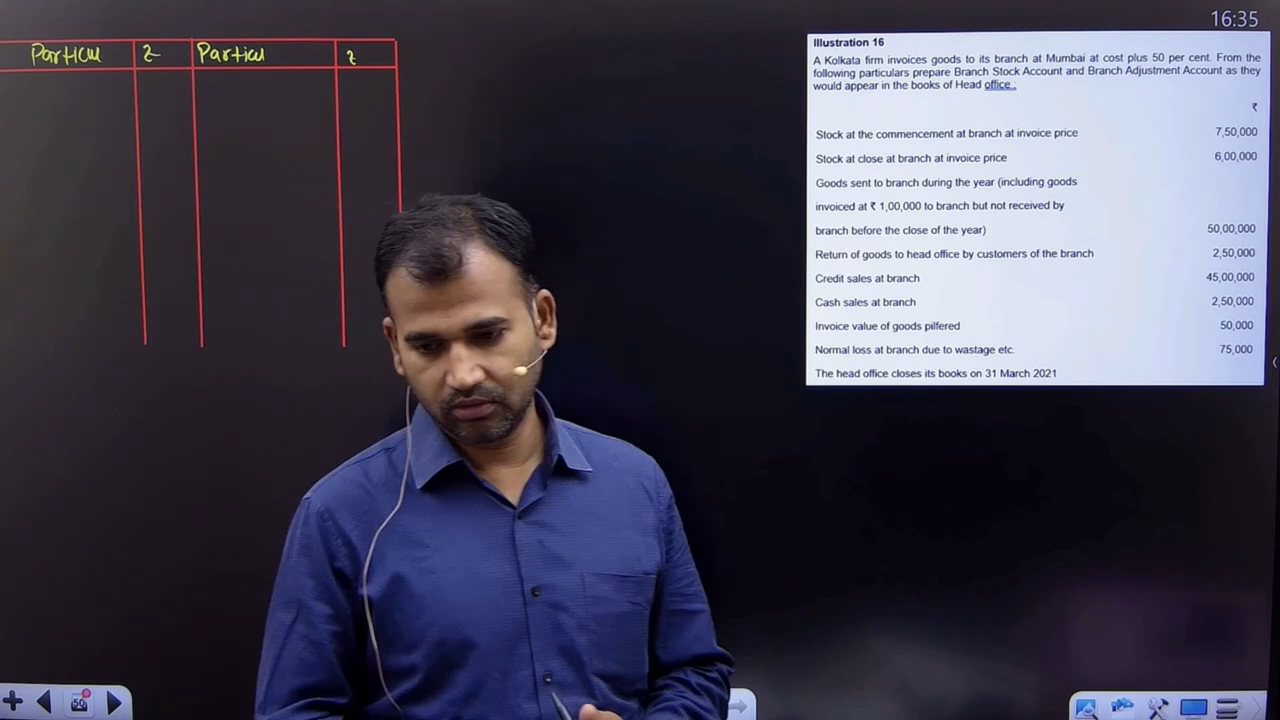 16:35
Particu ₹ Particu ₹
Illustration 16
A Kolkata firm invoices goods to its branch at Mumbai at cost plus 50 per cent. From the
following particulars prepare Branch Stock Account and Branch Adjustment Account as they
would appear in the books of Head office :
₹
Stock at the commencement at branch at invoice price 7,50,000
Stock at close at branch at invoice price 6,00,000
Goods sent to branch during the year (including goods
invoiced at ₹ 1,00,000 to branch but not received by
branch before the close of the year) 50,00,000
Return of goods to head office by customers of the branch 2,50,000
Credit sales at branch 45,00,000
Cash sales at branch 2,50,000
Invoice value of goods pilfered 50,000
Normal loss at branch due to wastage etc. 75,000
The head office closes its books on 31 March 2021
50